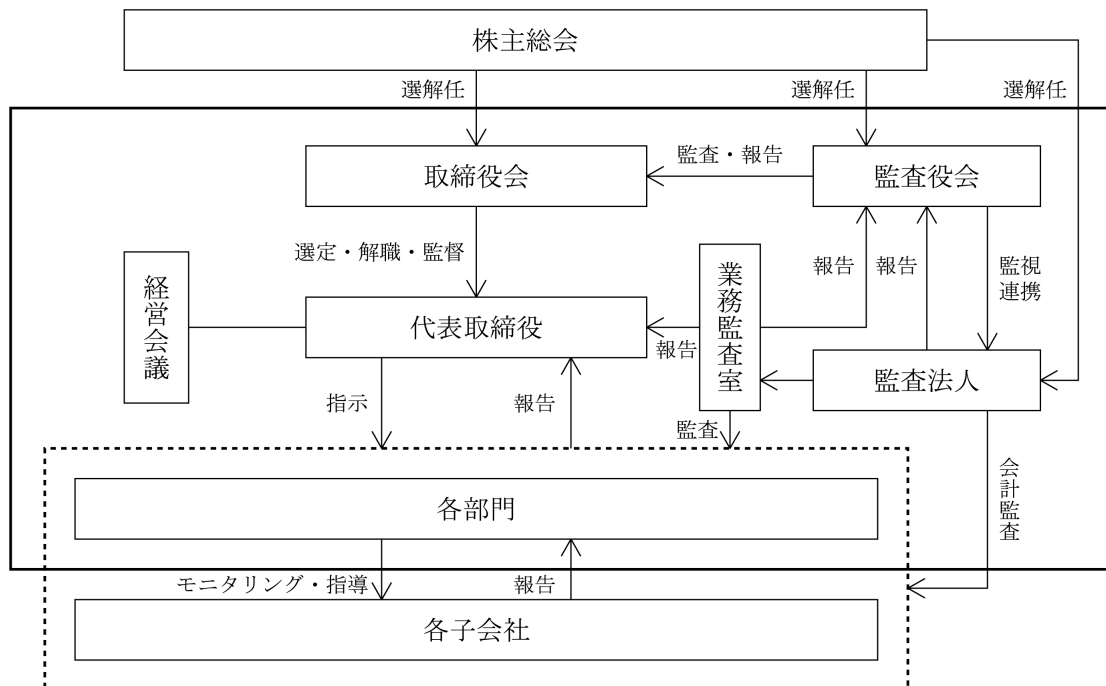 株主総会
選解任
選解任
選解任
取締役会
監査・報告
監査役会
選定・解職・監督
経営会議
代表取締役
報告
業務監査室
報告
報告
監視
連携
監査法人
指示
報告
監査
各部門
会計監査
モニタリング・指導
報告
各子会社